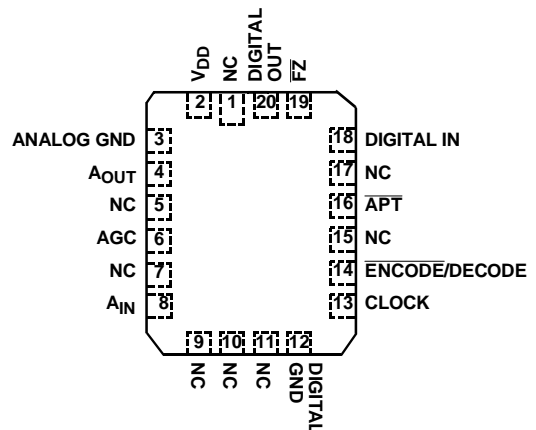 VDD
NC
DIGITAL
OUT
FZ
2
1
20
19
ANALOG GND
3
AOUT
4
NC
5
AGC
6
NC
7
AIN
8
18
DIGITAL IN
17
NC
16
APT
15
NC
14
ENCODE/DECODE
13
CLOCK
9
10
11
12
NC
NC
NC
DIGITAL
GND